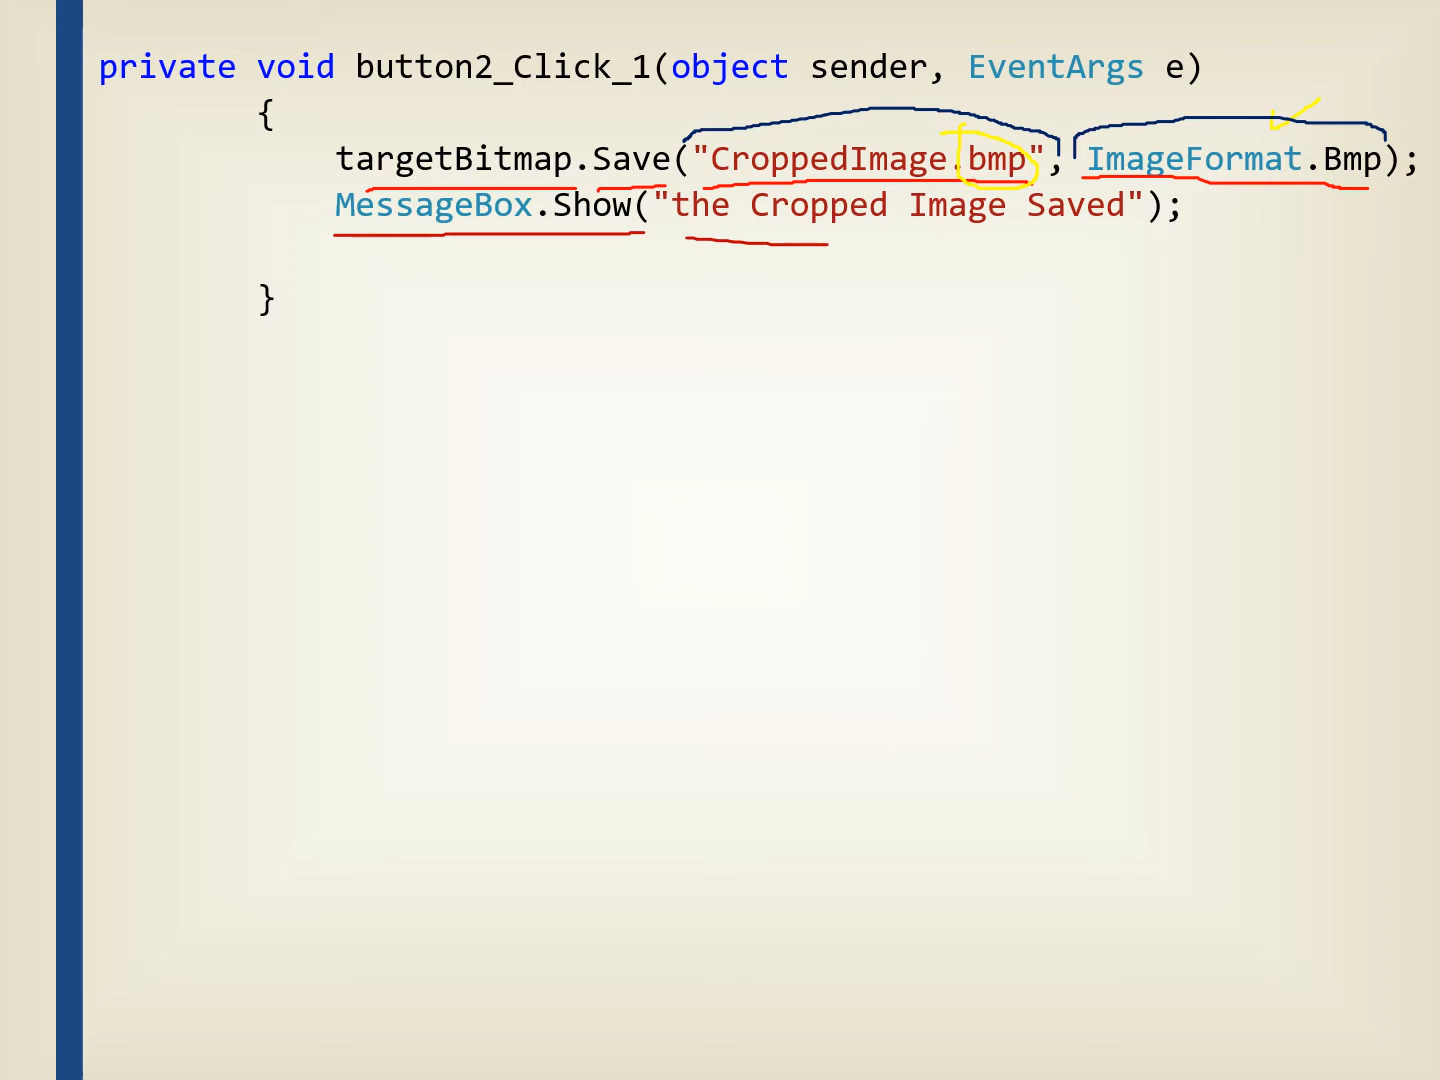 private void button2_Click_1(object sender, EventArgs e)
{
targetBitmap.Save("CroppedImage.bmp", ImageFormat.Bmp);
MessageBox.Show("the Cropped Image Saved");
}